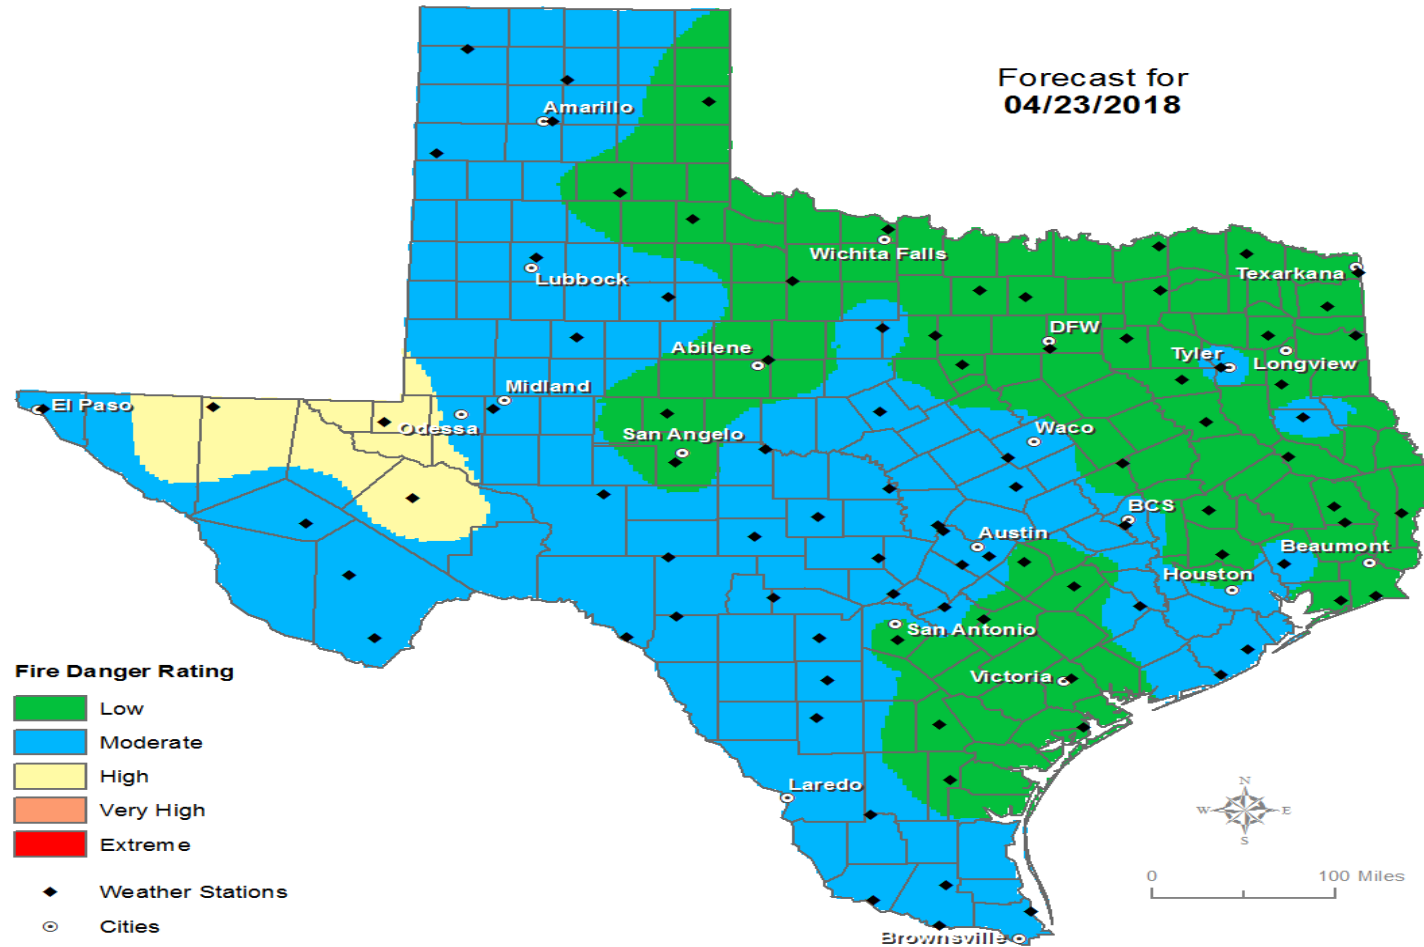 Forecast for
04/23/2018
Amarillo
Wichita Falls
Lubbock
Texarkana
DFW
Abilene
Tyler
Longview
Midland
El Paso
Odessa
San Angelo
Waco
BCS
Austin
Beaumont
Houston
San Antonio
Victoria
Laredo
Brownsville
Fire Danger Rating
Low
Moderate
High
Very High
Extreme
Weather Stations
Cities
N
W E
S
0 100 Miles